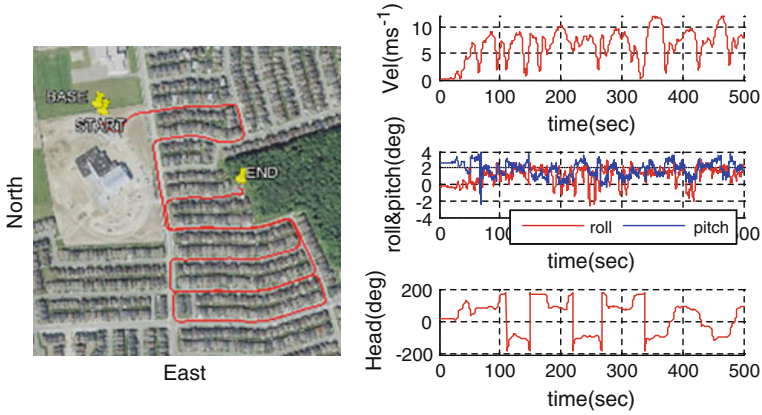 BASE
START
END
North
East
Vel(ms-1)
10
5
0
0 100 200 300 400 500
time(sec)
roll&pitch(deg)
4
2
0
-2
-4
0 100 200 300 400 500
roll pitch
time(sec)
Head(deg)
200
0
-200
0 100 200 300 400 500
time(sec)